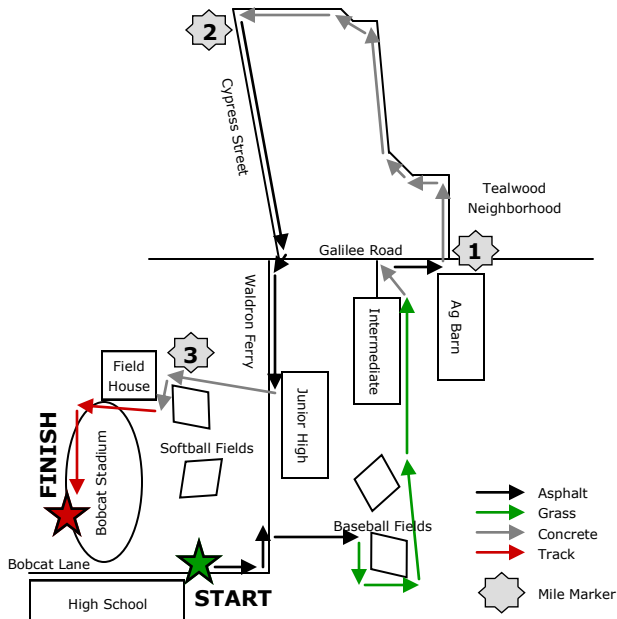 2
Cypress Street
Tealwood
Neighborhood
Galilee Road
1
Waldron Ferry
Intermediate
Ag Barn
3
Field
House
Junior High
FINISH
Bobcat Stadium
Softball Fields
Baseball Fields
Asphalt
Grass
Concrete
Track
Bobcat Lane
START
High School
Mile Marker